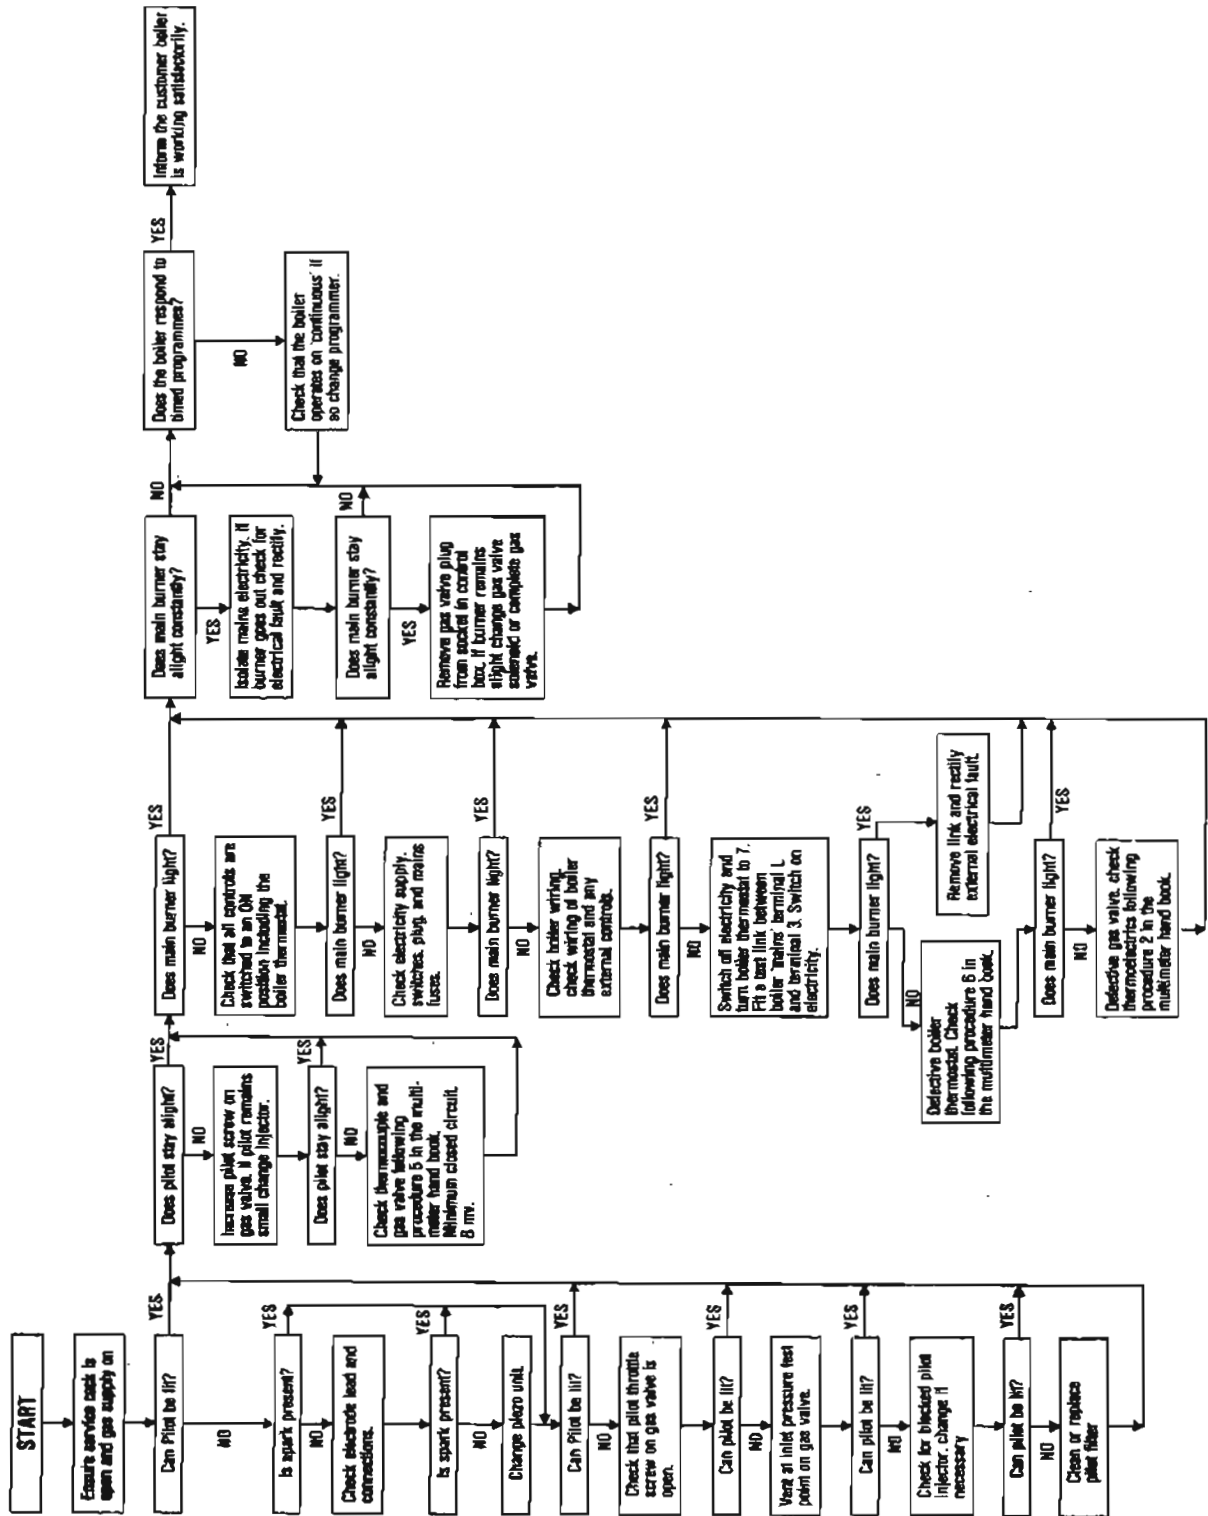 START
Ensure service cock is
open and gas supply on
Can Pilot be lit?
YES
NO
Is spark present?
YES
NO
Check electrode lead and
connections.
Is spark present?
YES
NO
Change piezo unit.
Can Pilot be lit?
YES
NO
Check that pilot throttle
screw on gas valve is
open.
Can pilot be lit?
YES
NO
Vent at inlet pressure test
point on gas valve.
Can pilot be lit?
YES
NO
Check for blocked pilot
injector. change if
necessary
Can pilot be lit?
YES
NO
Clean or replace
pilot filter
Does pilot stay alight?
YES
NO
Increase pilot screw on
gas valve. If pilot remains
small change injector.
Does pilot stay alight?
YES
NO
Check thermocouple and
gas valve following
procedure 5 in the multi-
meter hand book.
Minimum closed circuit.
8 mv.
Does main burner light?
YES
NO
Check that all controls are
switched to an ON
position including the
boiler thermostat.
Does main burner light?
YES
NO
Check electricity supply.
switches, plug, and mains
fuses.
Does main burner light?
YES
NO
Check boiler wiring.
check wiring of boiler
thermostat and any
external controls.
Does main burner light?
YES
NO
Switch off electricity and
turn boiler thermostat to 7.
Fit a test link between
boiler 'mains' terminal L
and terminal 3. Switch on
electricity.
Does main burner light?
YES
NO
Remove link and rectify
external electrical fault.
Defective boiler
thermostat. Check
following procedure 6 in
the multimeter hand book.
Does main burner light?
YES
NO
Defective gas valve. check
thermoelectrics following
procedure 2 in the
multimeter hand book.
Does main burner stay
alight constantly?
NO
YES
Isolate mains electricity. If
burner goes out check for
electrical fault and rectify.
Does main burner stay
alight constantly?
NO
YES
Remove gas valve plug
from socket in control
box. If burner remains
alight change gas valve
solenoid or complete gas
valve.
Does the boiler respond to
timed programmes?
YES
NO
Check that the boiler
operates on 'continuous' if
so change programmer.
Inform the customer boiler
is working satisfactorily.